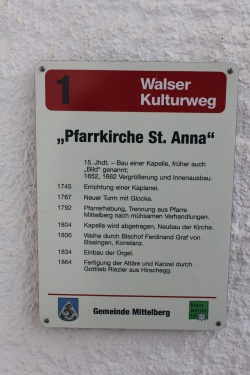 1
Walser
Kulturweg
„Pfarrkirche St. Anna“
15. Jhdt. – Bau einer Kapelle, früher auch
„Bild“ genannt;
1652, 1662 Vergrößerung und Innenausbau.
1745 Errichtung einer Kaplanei.
1767 Neuer Turm mit Glocke.
1792 Pfarrerhebung, Trennung aus Pfarre
Mittelberg nach mühsamen Verhandlungen.
1804 Kapelle wird abgetragen, Neubau der Kirche.
1806 Weihe durch Bischof Ferdinand Graf von
Bissingen, Konstanz.
1834 Einbau der Orgel.
1864 Fertigung der Altäre und Kanzel durch
Gottlieb Riezler aus Hirschegg.
Gemeinde Mittelberg